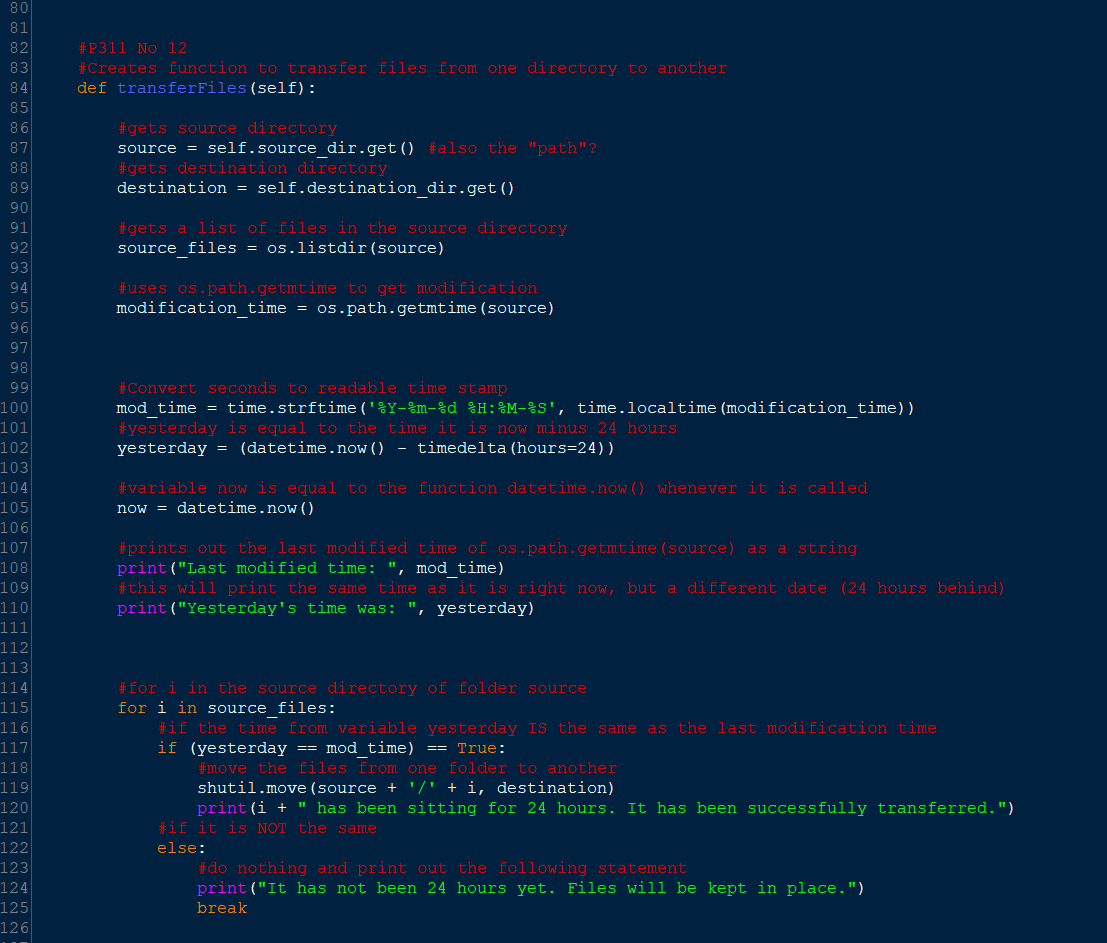 80
81
82 #P311 No 12
83 #Creates function to transfer files from one directory to another
84 def transferFiles(self):
85
86 #gets source directory
87 source = self.source_dir.get() #also the "path"?
88 #gets destination directory
89 destination = self.destination_dir.get()
90
91 #gets a list of files in the source directory
92 source_files = os.listdir(source)
93
94 #uses os.path.getmtime to get modification
95 modification_time = os.path.getmtime(source)
96
97
98
99 #Convert seconds to readable time stamp
100 mod_time = time.strftime('%Y-%m-%d %H:%M-%S', time.localtime(modification_time))
101 #yesterday is equal to the time it is now minus 24 hours
102 yesterday = (datetime.now() - timedelta(hours=24))
103
104 #variable now is equal to the function datetime.now() whenever it is called
105 now = datetime.now()
106
107 #prints out the last modified time of os.path.getmtime(source) as a string
108 print("Last modified time: ", mod_time)
109 #this will print the same time as it is right now, but a different date (24 hours behind)
110 print("Yesterday's time was: ", yesterday)
111
112
113
114 #for i in the source directory of folder source
115 for i in source_files:
116 #if the time from variable yesterday IS the same as the last modification time
117 if (yesterday == mod_time) == True:
118 #move the files from one folder to another
119 shutil.move(source + '/' + i, destination)
120 print(i + " has been sitting for 24 hours. It has been successfully transferred.")
121 #if it is NOT the same
122 else:
123 #do nothing and print out the following statement
124 print("It has not been 24 hours yet. Files will be kept in place.")
125 break
126